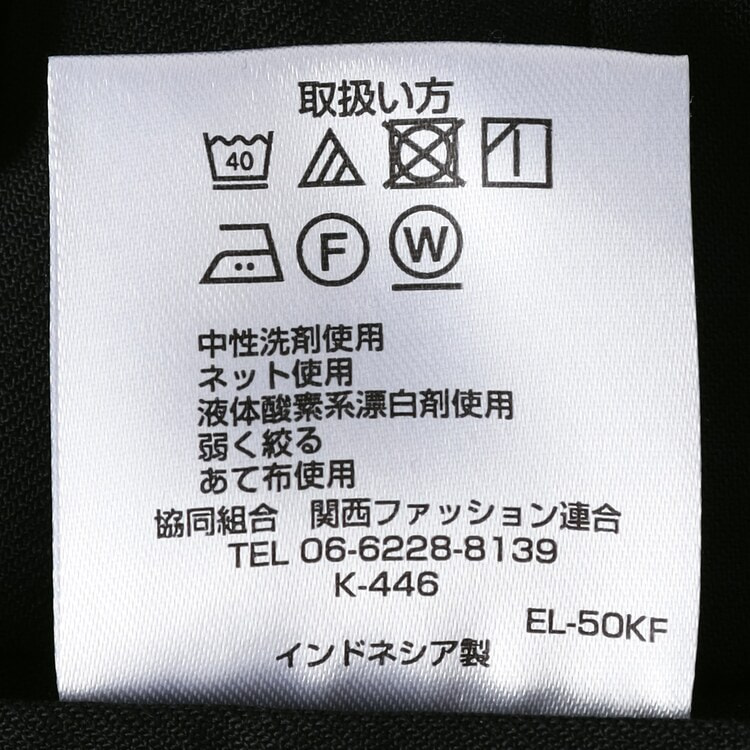 取扱い方
40
F W
中性洗剤使用
ネット使用
液体酸素系漂白剤使用
弱く絞る
あて布使用
協同組合 関西ファッション連合
TEL 06-6228-8139
K-446
EL-50KF
インドネシア製